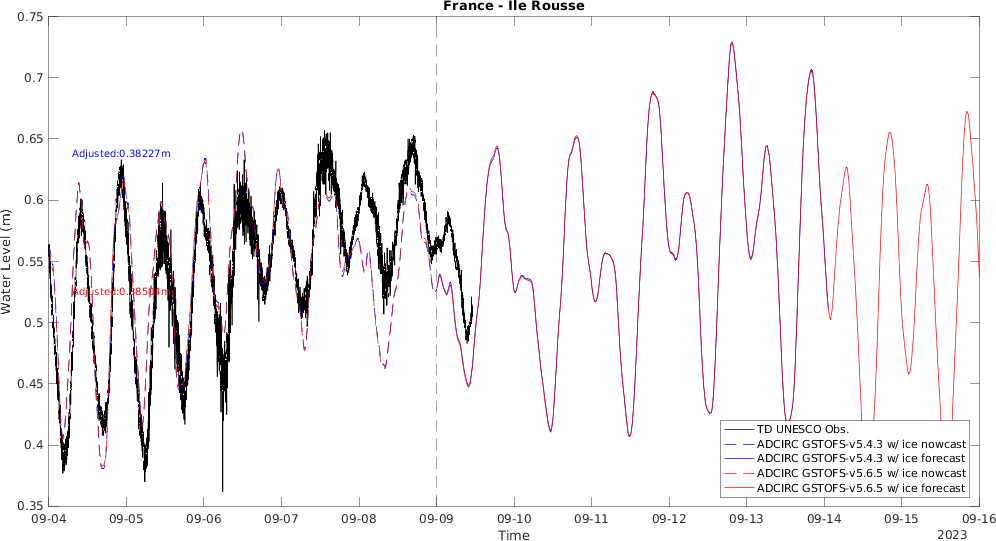 France - Ile Rousse
0.75
0.7
0.65
0.6
0.55
0.5
0.45
0.4
0.35
Water Level (m)
Adjusted:0.38227m
Adjusted:0.38504m
TD UNESCO Obs.
ADCIRC GSTOFS-v5.4.3 w/ ice nowcast
ADCIRC GSTOFS-v5.4.3 w/ ice forecast
ADCIRC GSTOFS-v5.6.5 w/ ice nowcast
ADCIRC GSTOFS-v5.6.5 w/ ice forecast
09-04 09-05 09-06 09-07 09-08 09-09 09-10 09-11 09-12 09-13 09-14 09-15 09-16
Time
2023